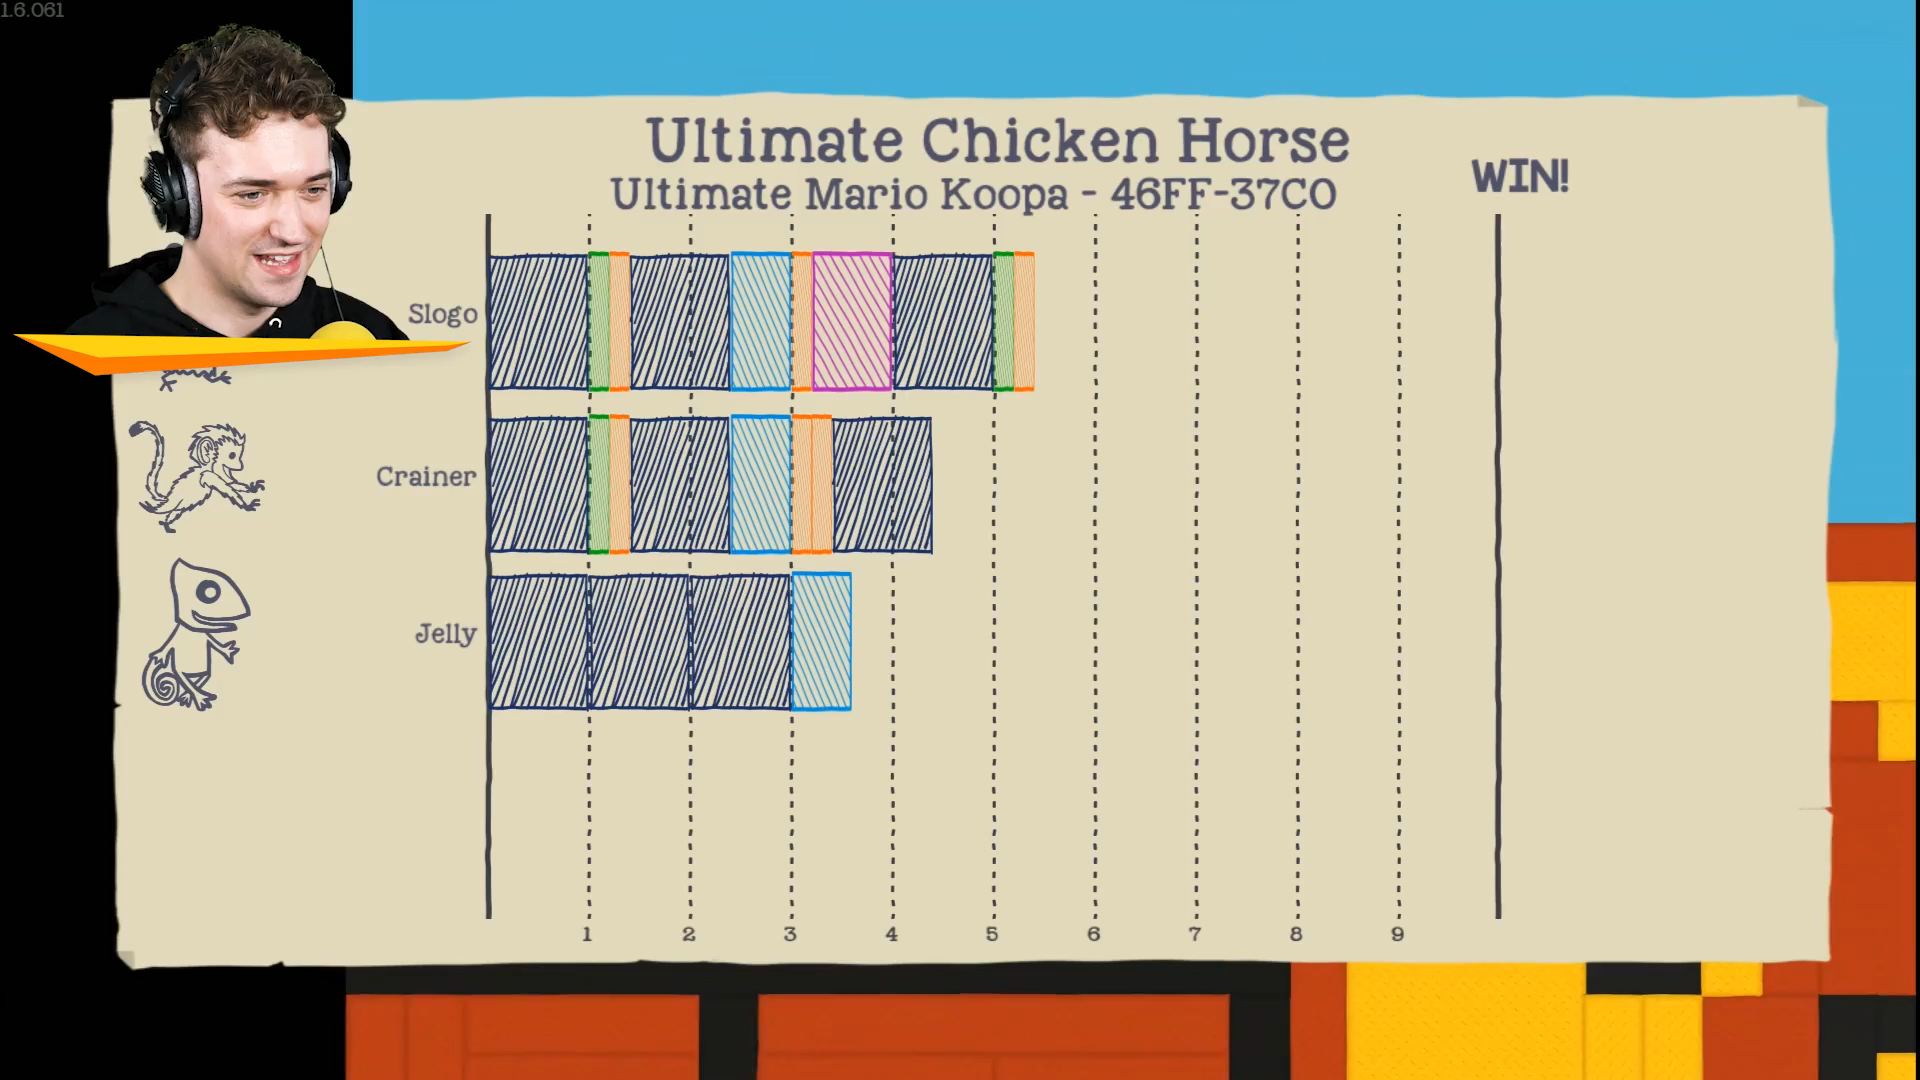 1.6.061
Ultimate Chicken Horse
Ultimate Mario Koopa - 46FF-37C0
WIN!
Slogo
Crainer
Jelly
1 2 3 4 5 6 7 8 9